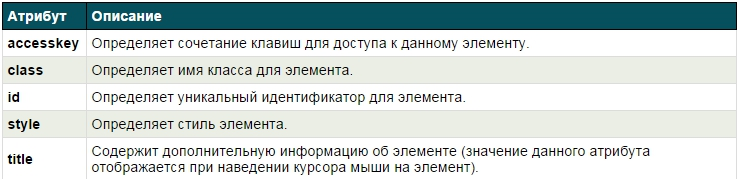 Атрибут Описание
accesskey Определяет сочетание клавиш для доступа к данному элементу.
class Определяет имя класса для элемента.
id Определяет уникальный идентификатор для элемента.
style Определяет стиль элемента.
title Содержит дополнительную информацию об элементе (значение данного атрибута
отображается при наведении курсора мыши на элемент).